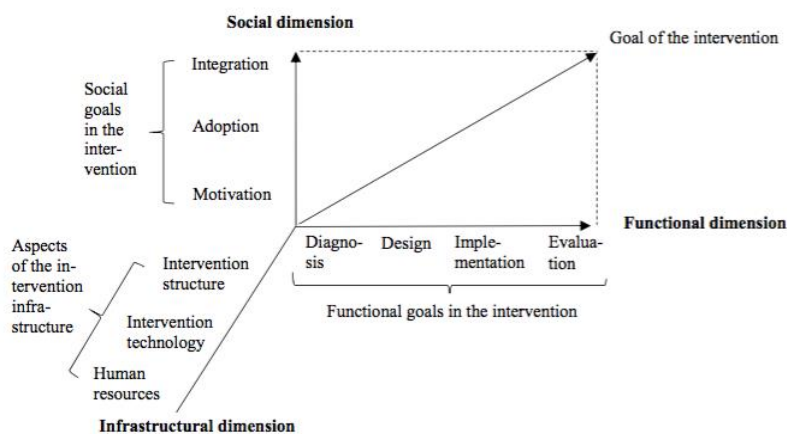 Social dimension
Goal of the intervention
Integration
Social
goals
in the
inter-
vention
Adoption
Motivation
Functional dimension
Diagno-
sis
Design
Imple-
mentation
Evalua-
tion
Functional goals in the intervention
Aspects
of the in-
tervention
infra-
structure
Intervention
structure
Intervention
technology
Human
resources
Infrastructural dimension